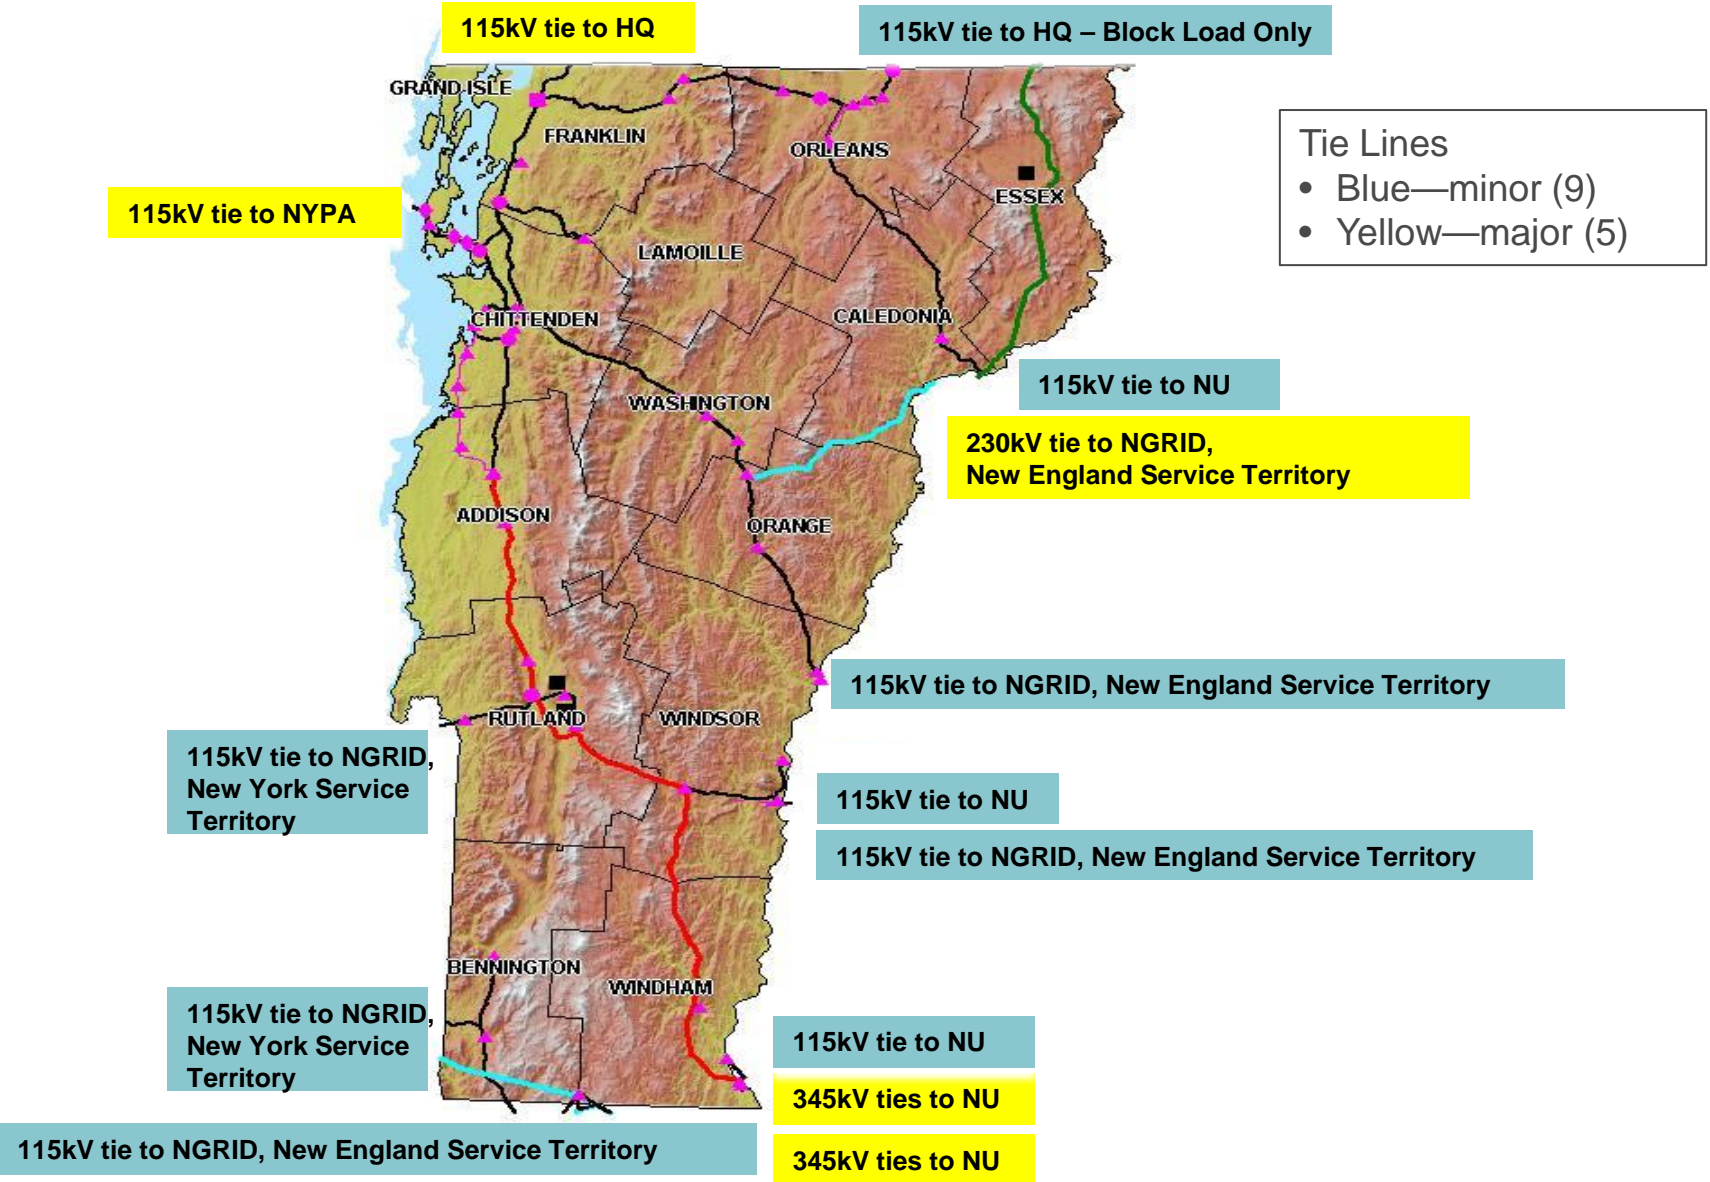 115kV tie to HQ
115kV tie to HQ – Block Load Only
GRAND ISLE
FRANKLIN
ORLEANS
ESSEX
Tie Lines
• Blue—minor (9)
• Yellow—major (5)
115kV tie to NYPA
LAMOILLE
CHITTENDEN
CALEDONIA
115kV tie to NU
WASHINGTON
230kV tie to NGRID,
New England Service Territory
ADDISON
ORANGE
115kV tie to NGRID, New England Service Territory
RUTLAND
WINDSOR
115kV tie to NGRID,
New York Service
Territory
115kV tie to NU
115kV tie to NGRID, New England Service Territory
BENNINGTON
WINDHAM
115kV tie to NGRID,
New York Service
Territory
115kV tie to NU
345kV ties to NU
115kV tie to NGRID, New England Service Territory
345kV ties to NU